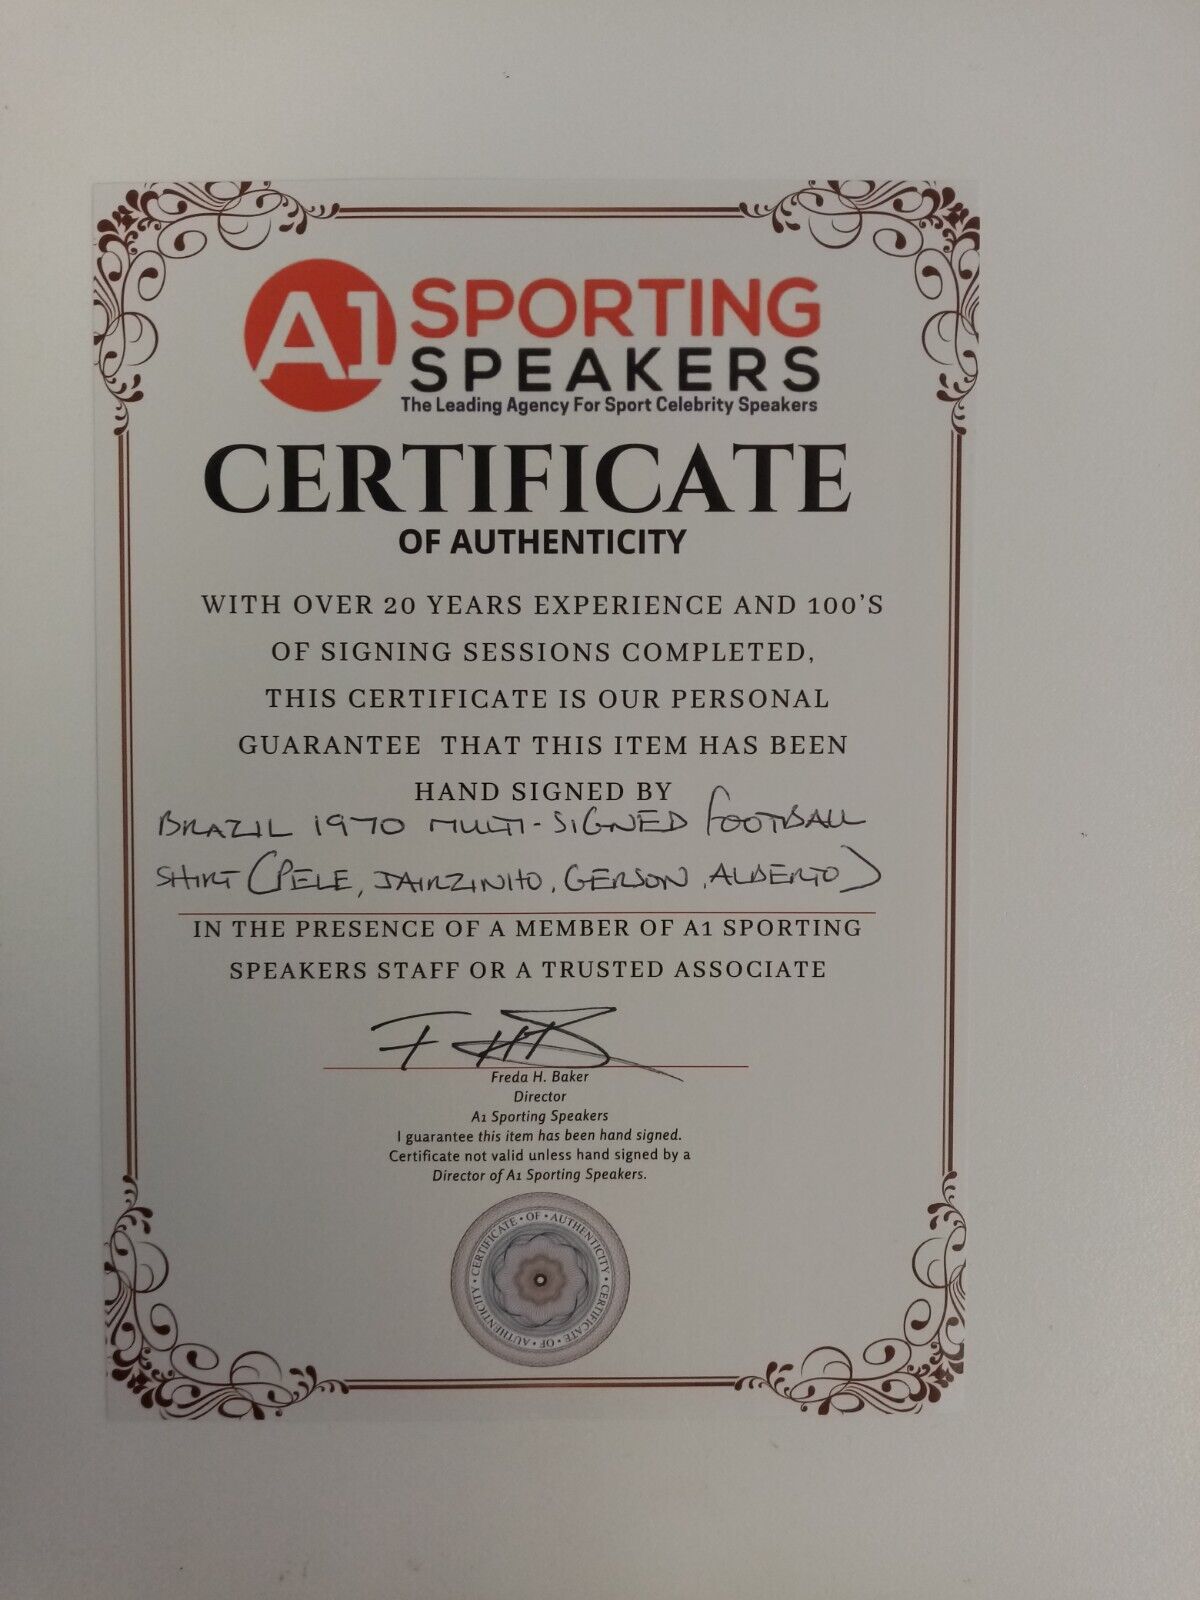 A1 SPORTING
SPEAKERS
The Leading Agency For Sport Celebrity Speakers
CERTIFICATE
OF AUTHENTICITY
WITH OVER 20 YEARS EXPERIENCE AND 100'S
OF SIGNING SESSIONS COMPLETED,
THIS CERTIFICATE IS OUR PERSONAL
GUARANTEE THAT THIS ITEM HAS BEEN
HAND SIGNED BY
BRAZIL 1970 MULTI-SIGNED FOOTBALL
SHIRT (PELE, JAIRZINHO, GERSON, ALBERTO)
IN THE PRESENCE OF A MEMBER OF A1 SPORTING
SPEAKERS STAFF OR A TRUSTED ASSOCIATE
Freda H. Baker
Director
A1 Sporting Speakers
I guarantee this item has been hand signed.
Certificate not valid unless hand signed by a
Director of A1 Sporting Speakers.
CERTIFICATE • OF • AUTHENTICITY • CERTIFICATE • OF • AUTHENTICITY •